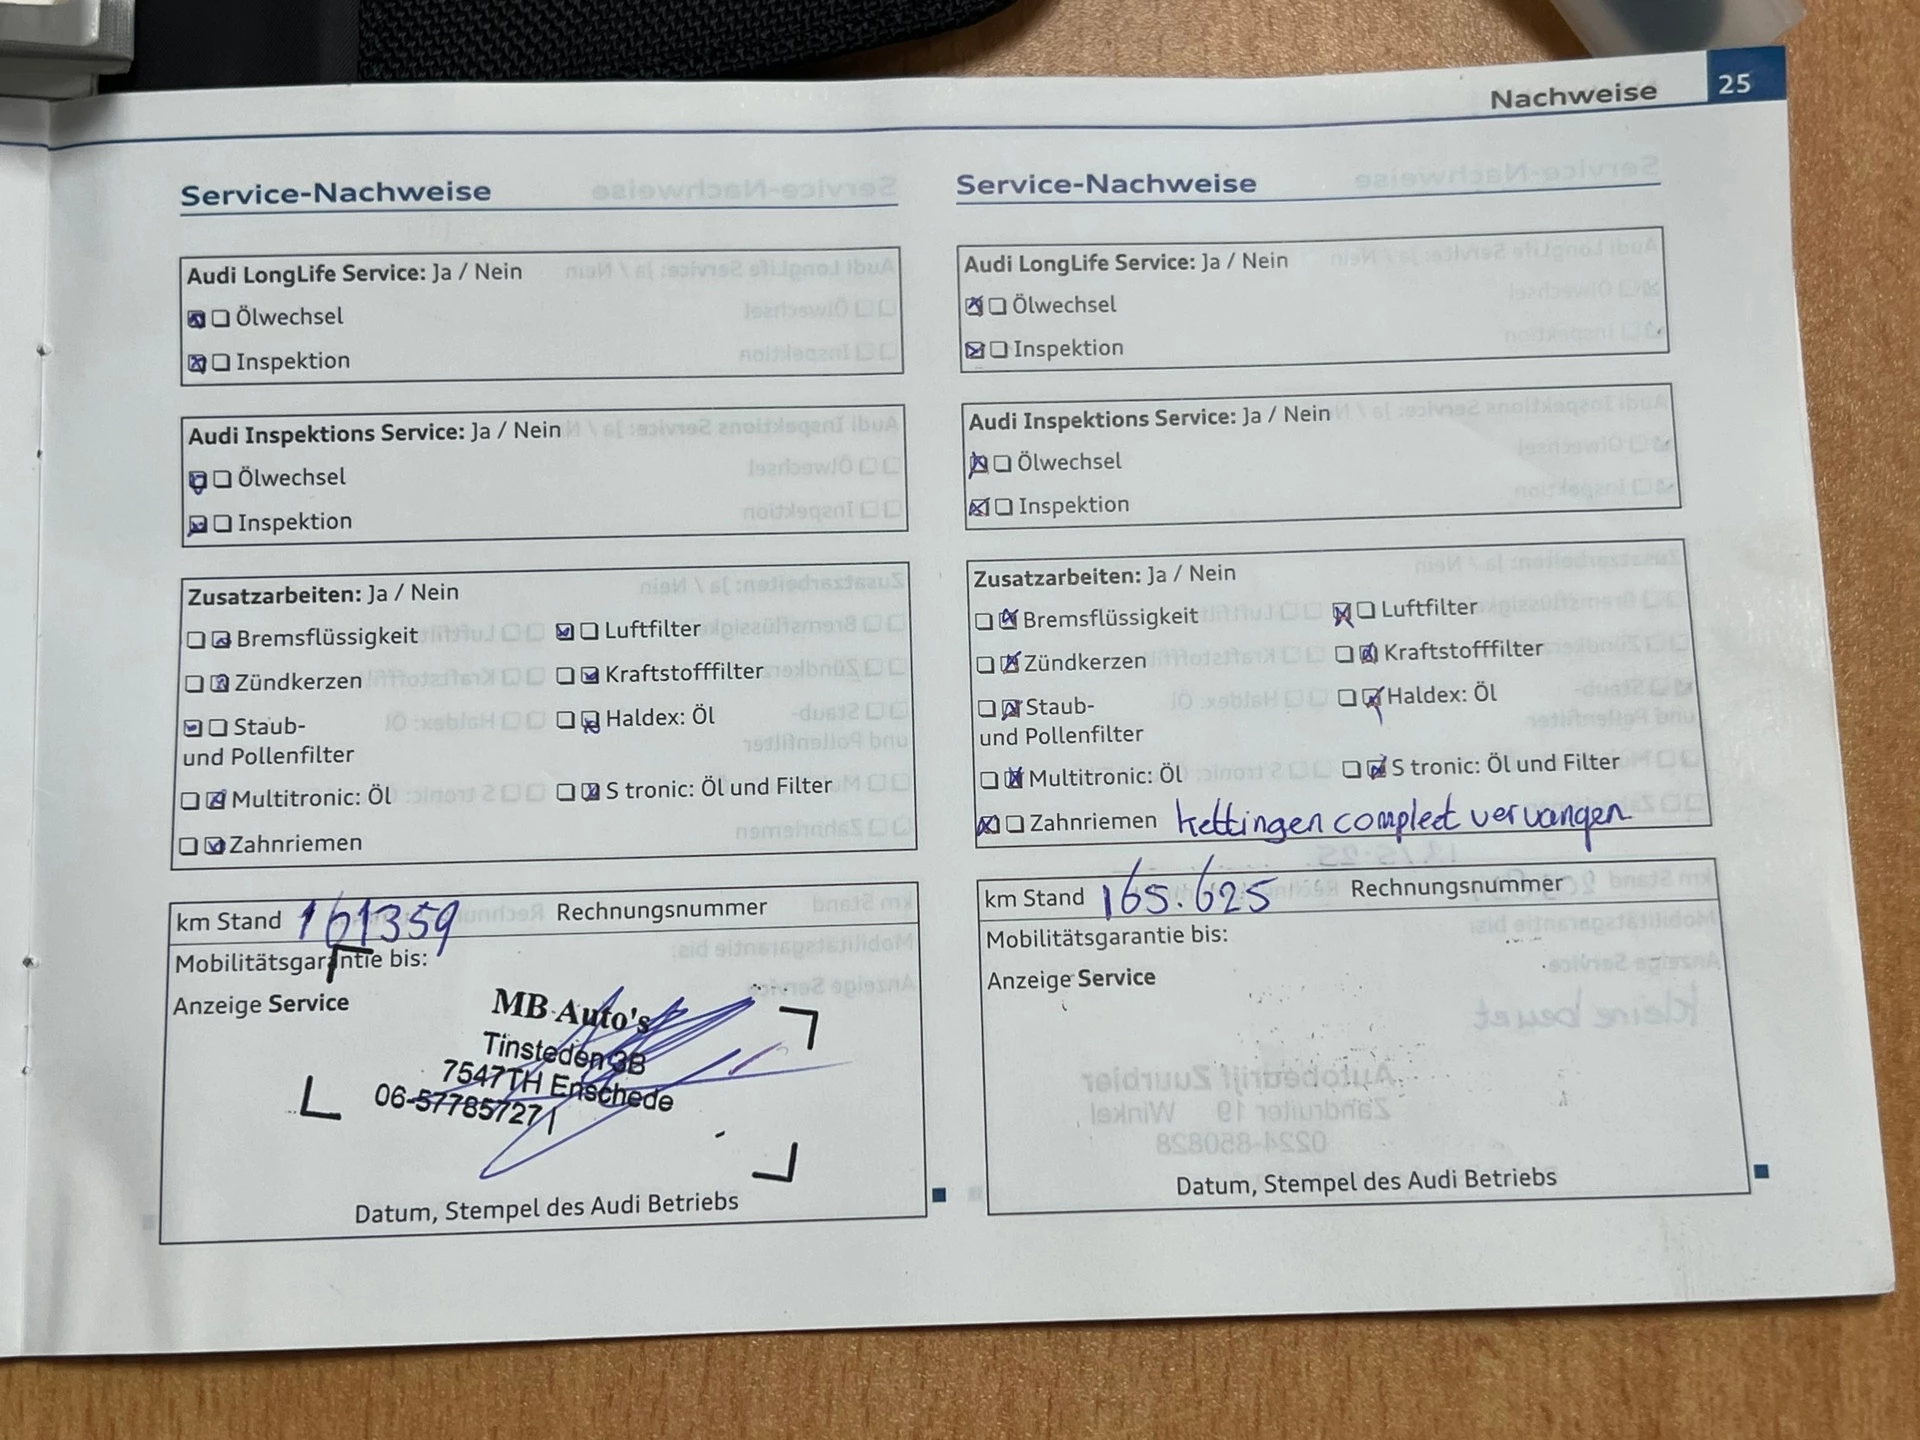 Nachweise 25
Service-Nachweise
Audi LongLife Service: Ja / Nein
Ölwechsel
Inspektion
Audi Inspektions Service: Ja / Nein
Ölwechsel
Inspektion
Zusatzarbeiten: Ja / Nein
Bremsflüssigkeit Luftfilter
Zündkerzen Kraftstofffilter
Staub- Haldex: Öl
und Pollenfilter
Multitronic: Öl S tronic: Öl und Filter
Zahnriemen
km Stand 161359 Rechnungsnummer
Mobilitätsgarantie bis:
Anzeige Service
MB Auto's
Tinsteden 3B
7547TH Enschede
06-57785727
Datum, Stempel des Audi Betriebs
Service-Nachweise
Audi LongLife Service: Ja / Nein
Ölwechsel
Inspektion
Audi Inspektions Service: Ja / Nein
Ölwechsel
Inspektion
Zusatzarbeiten: Ja / Nein
Bremsflüssigkeit Luftfilter
Zündkerzen Kraftstofffilter
Staub- Haldex: Öl
und Pollenfilter
Multitronic: Öl S tronic: Öl und Filter
Zahnriemen kettingen compleet vervangen
km Stand 165.625 Rechnungsnummer
Mobilitätsgarantie bis:
Anzeige Service
Datum, Stempel des Audi Betriebs